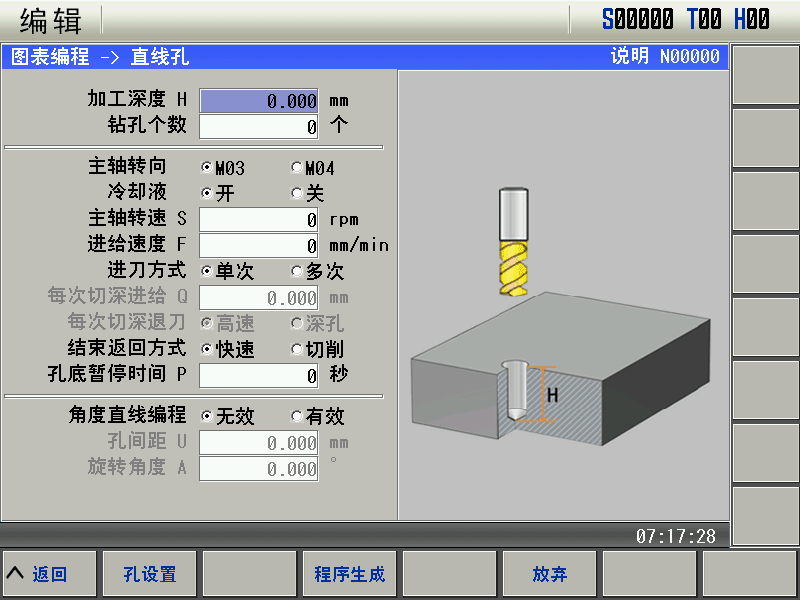 编辑 S00000 T00 H00
图表编程 -> 直线孔 说明 N00000
加工深度 H 0.000 mm
钻孔个数 0 个
主轴转向 M03 M04
冷却液 开 关
主轴转速 S 0 rpm
进给速度 F 0 mm/min
进刀方式 单次 多次
每次切深进给 Q 0.000 mm
每次切深退刀 高速 深孔
结束返回方式 快速 切削
孔底暂停时间 P 0 秒
角度直线编程 无效 有效
孔间距 U 0.000 mm
旋转角度 A 0.000 °
H
07:17:28
返回 孔设置 程序生成 放弃